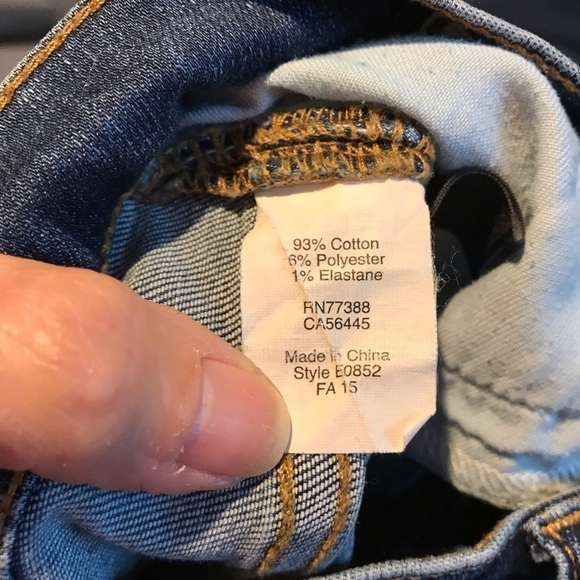 93% Cotton
6% Polyester
1% Elastane
RN77388
CA56445
Made in China
Style E0852
FA 15